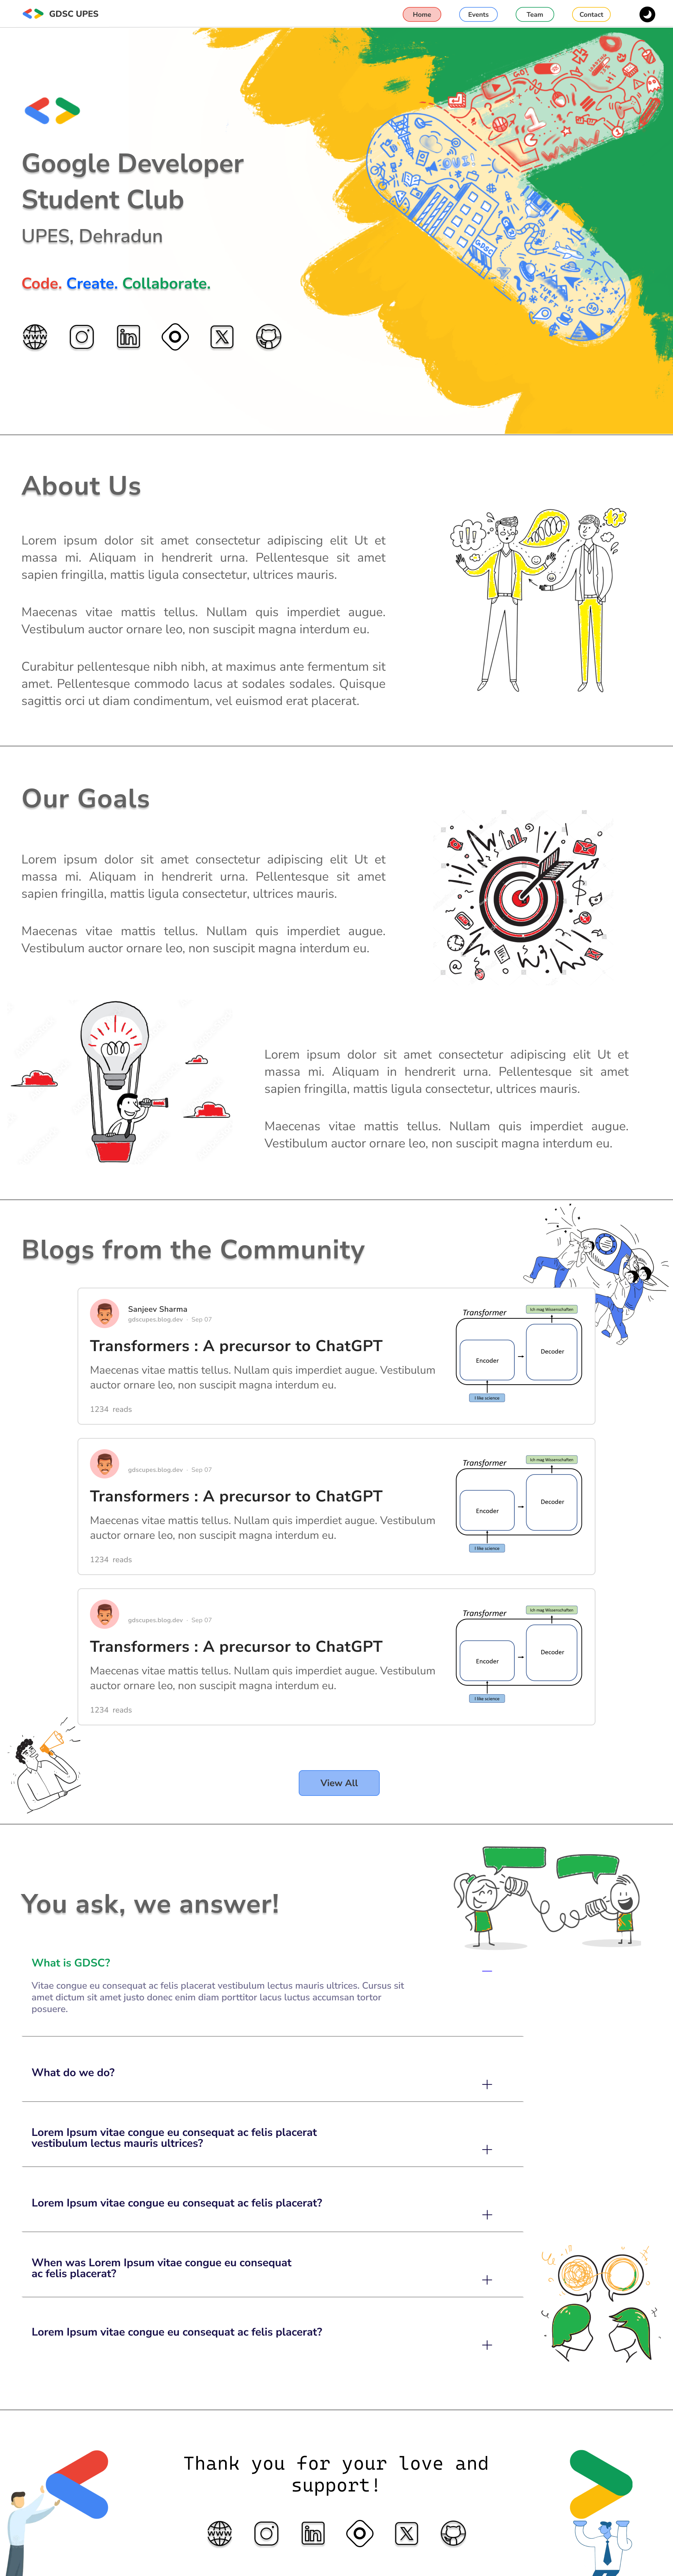 GDSC UPES
Home
Events
Team
Contact
Google Developer
Student Club
UPES, Dehradun
Code. Create. Collaborate.
GO!
1
WWW
OUI!
GDSC
About Us
Lorem ipsum dolor sit amet consectetur adipiscing elit Ut et
massa mi. Aliquam in hendrerit urna. Pellentesque sit amet
sapien fringilla, mattis ligula consectetur, ultrices mauris.
Maecenas vitae mattis tellus. Nullam quis imperdiet augue.
Vestibulum auctor ornare leo, non suscipit magna interdum eu.
Curabitur pellentesque nibh nibh, at maximus ante fermentum sit
amet. Pellentesque commodo lacus at sodales sodales. Quisque
sagittis orci ut diam condimentum, vel euismod erat placerat.
Our Goals
Lorem ipsum dolor sit amet consectetur adipiscing elit Ut et
massa mi. Aliquam in hendrerit urna. Pellentesque sit amet
sapien fringilla, mattis ligula consectetur, ultrices mauris.
Maecenas vitae mattis tellus. Nullam quis imperdiet augue.
Vestibulum auctor ornare leo, non suscipit magna interdum eu.
Lorem ipsum dolor sit amet consectetur adipiscing elit Ut et
massa mi. Aliquam in hendrerit urna. Pellentesque sit amet
sapien fringilla, mattis ligula consectetur, ultrices mauris.
Maecenas vitae mattis tellus. Nullam quis imperdiet augue.
Vestibulum auctor ornare leo, non suscipit magna interdum eu.
Blogs from the Community
Sanjeev Sharma
gdscupes.blog.dev · Sep 07
Transformers : A precursor to ChatGPT
Maecenas vitae mattis tellus. Nullam quis imperdiet augue. Vestibulum
auctor ornare leo, non suscipit magna interdum eu.
1234 reads
Transformer
Ich mag Wissenschaften
Encoder
Decoder
I like science
gdscupes.blog.dev · Sep 07
Transformers : A precursor to ChatGPT
Maecenas vitae mattis tellus. Nullam quis imperdiet augue. Vestibulum
auctor ornare leo, non suscipit magna interdum eu.
1234 reads
Transformer
Ich mag Wissenschaften
Encoder
Decoder
I like science
gdscupes.blog.dev · Sep 07
Transformers : A precursor to ChatGPT
Maecenas vitae mattis tellus. Nullam quis imperdiet augue. Vestibulum
auctor ornare leo, non suscipit magna interdum eu.
1234 reads
Transformer
Ich mag Wissenschaften
Encoder
Decoder
I like science
View All
You ask, we answer!
What is GDSC?
Vitae congue eu consequat ac felis placerat vestibulum lectus mauris ultrices. Cursus sit
amet dictum sit amet justo donec enim diam porttitor lacus luctus accumsan tortor
posuere.
What do we do?
Lorem Ipsum vitae congue eu consequat ac felis placerat
vestibulum lectus mauris ultrices?
Lorem Ipsum vitae congue eu consequat ac felis placerat?
When was Lorem Ipsum vitae congue eu consequat
ac felis placerat?
Lorem Ipsum vitae congue eu consequat ac felis placerat?
Thank you for your love and
support!